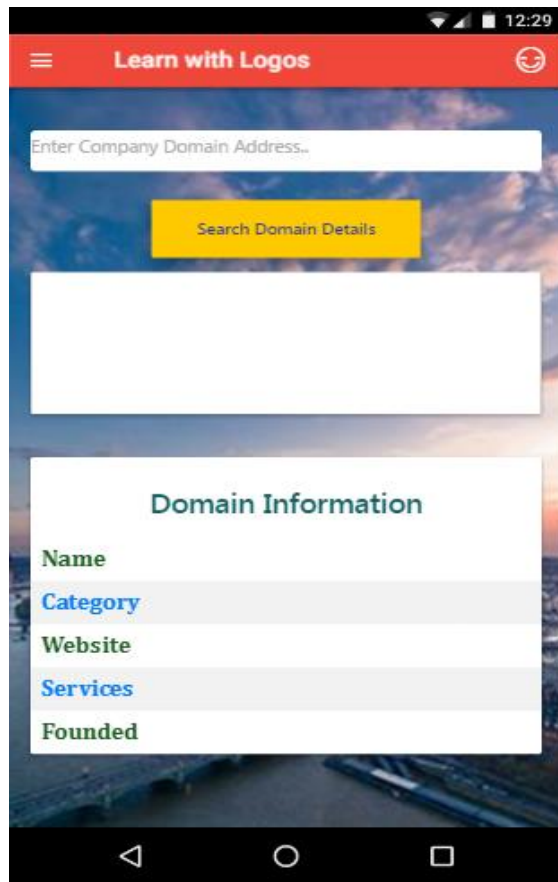 12:29
Learn with Logos
Enter Company Domain Address..
Search Domain Details
Domain Information
Name
Category
Website
Services
Founded